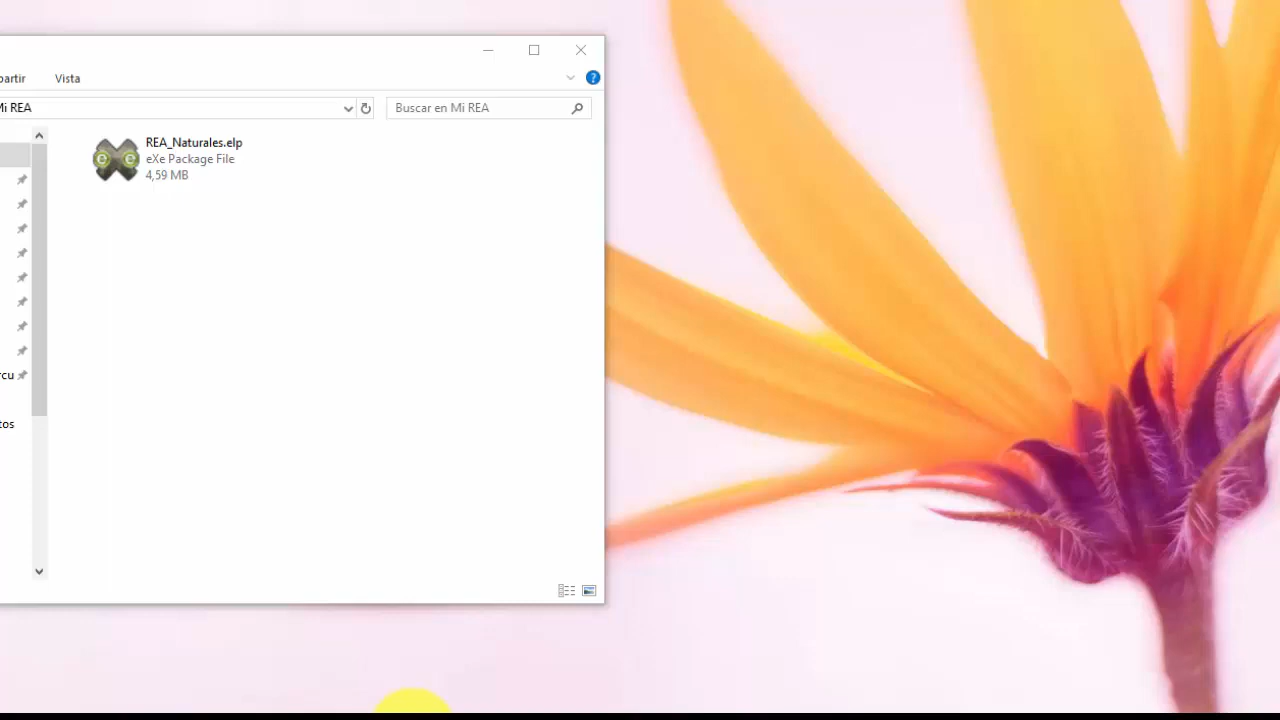 partir Vista
?
Mi REA
Buscar en Mi REA
REA_Naturales.elp
eXe Package File
4,59 MB
e e
rcu
tos